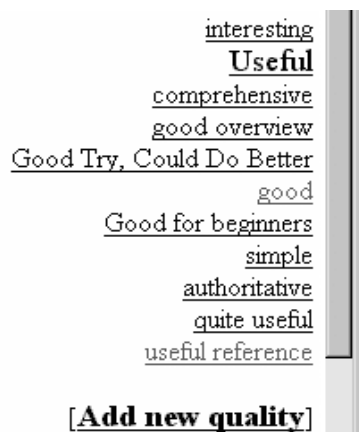 interesting
Useful
comprehensive
good overview
Good Try, Could Do Better
good
Good for beginners
simple
authoritative
quite useful
useful reference
[Add new quality]